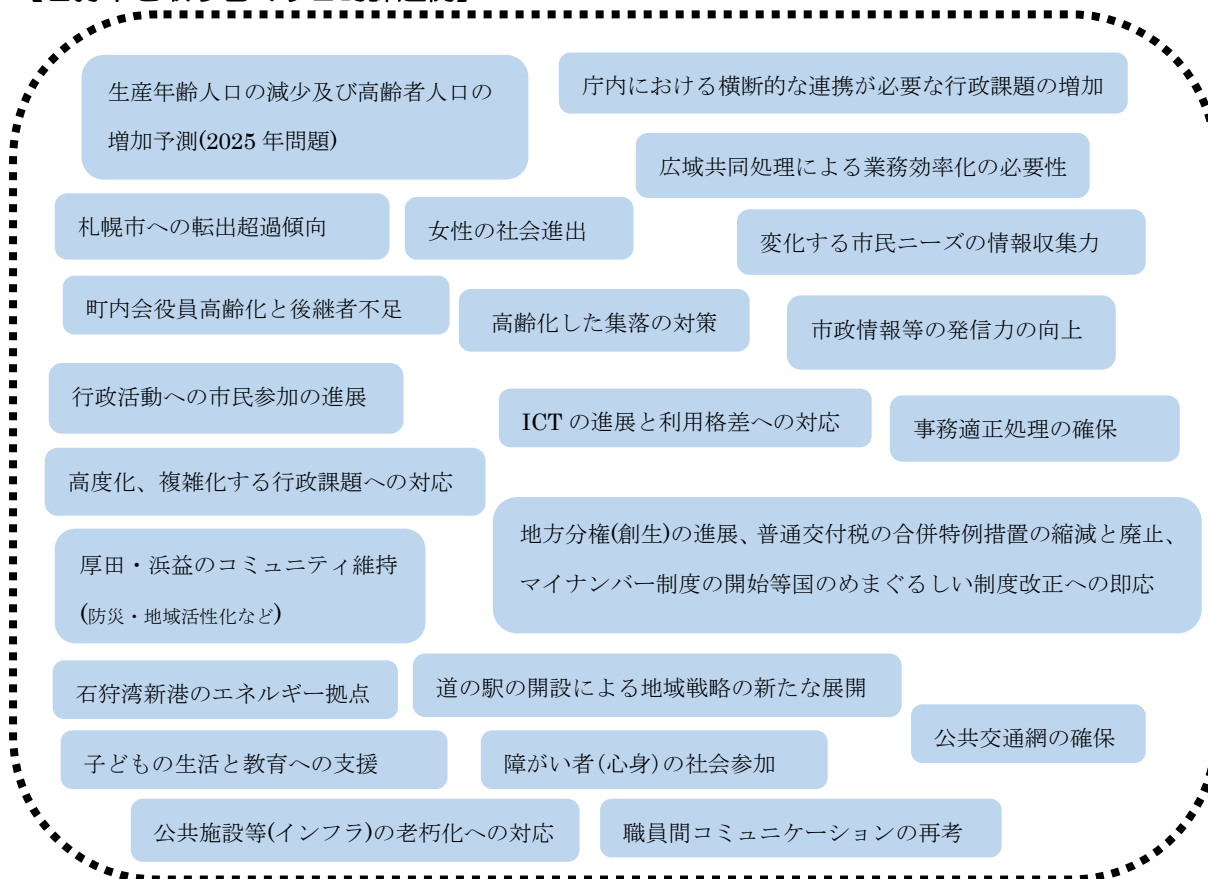 生産年齢人口の減少及び高齢者人口の
増加予測(2025 年問題)
庁内における横断的な連携が必要な行政課題の増加
広域共同処理による業務効率化の必要性
札幌市への転出超過傾向
女性の社会進出
変化する市民ニーズの情報収集力
町内会役員高齢化と後継者不足
高齢化した集落の対策
市政情報等の発信力の向上
行政活動への市民参加の進展
ICT の進展と利用格差への対応
事務適正処理の確保
高度化、複雑化する行政課題への対応
地方分権(創生)の進展、普通交付税の合併特例措置の縮減と廃止、
マイナンバー制度の開始等国のめまぐるしい制度改正への即応
厚田・浜益のコミュニティ維持
(防災・地域活性化など)
石狩湾新港のエネルギー拠点
道の駅の開設による地域戦略の新たな展開
公共交通網の確保
子どもの生活と教育への支援
障がい者(心身)の社会参加
公共施設等(インフラ)の老朽化への対応
職員間コミュニケーションの再考